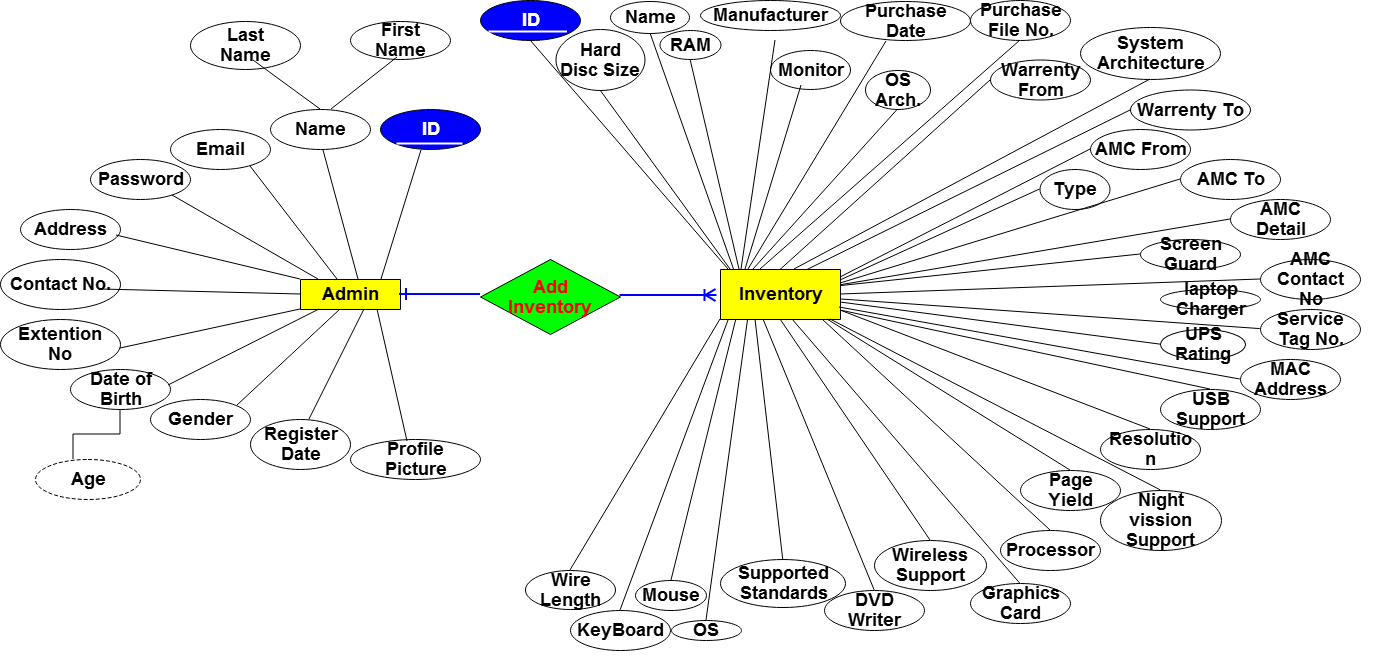 Last
Name
First
Name
Name
ID
Email
Password
Address
Contact No.
Extention
No
Date of
Birth
Age
Gender
Register
Date
Profile
Picture
Admin
Add
Inventory
Inventory
ID
Hard
Disc Size
Name
RAM
Manufacturer
Monitor
Purchase
Date
OS
Arch.
Purchase
File No.
Warrenty
From
System
Architecture
Warrenty To
AMC From
Type
AMC To
AMC
Detail
Screen
Guard
AMC
Contact
No
laptop
Charger
Service
Tag No.
UPS
Rating
MAC
Address
USB
Support
Resolutio
n
Page
Yield
Night
vission
Support
Processor
Graphics
Card
Wireless
Support
DVD
Writer
Supported
Standards
OS
Mouse
KeyBoard
Wire
Length